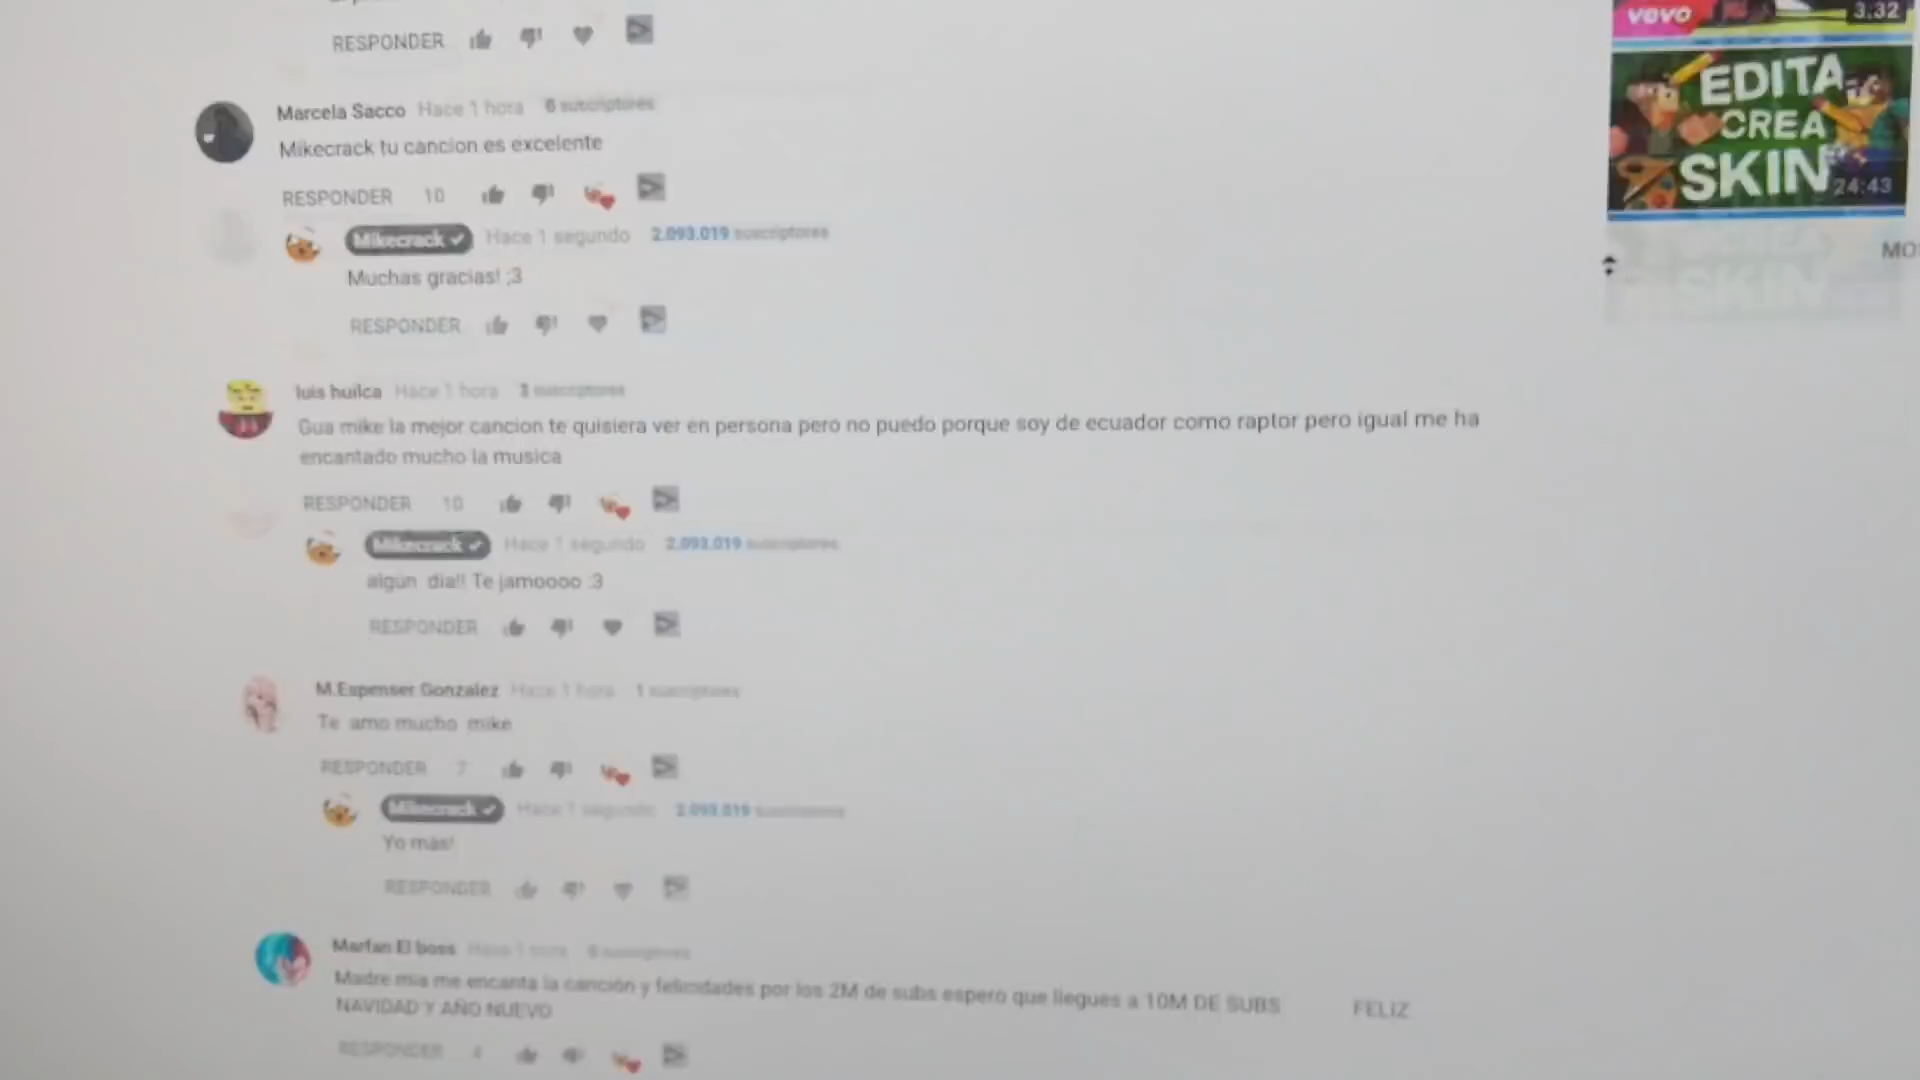 RESPONDER
Marcela Sacco Hace 1 hora 6 suscriptores
Mikecrack tu cancion es excelente
RESPONDER 10
Mikecrack Hace 1 segundo 2.093.019 suscriptores
Muchas gracias! ;3
RESPONDER
luis huilca Hace 1 hora 3 suscriptores
Gua mike la mejor cancion te quisiera ver en persona pero no puedo porque soy de ecuador como raptor pero igual me ha
encantado mucho la musica
RESPONDER 10
Mikecrack Hace 1 segundo 2.093.019 suscriptores
algún dia!! Te jamoooo :3
RESPONDER
M.Espenser Gonzalez Hace 1 hora 1 suscriptores
Te amo mucho mike
RESPONDER 7
Mikecrack Hace 1 segundo 2.093.019 suscriptores
Yo más!
RESPONDER
Marfan El boss Hace 1 hora suscriptores
Madre mia me encanta la canción y felicidades por los 2M de subs espero que llegues a 10M DE SUBS FELIZ
NAVIDAD Y AÑO NUEVO
RESPONDER 4
VOVO
3:32
EDITA
CREA
SKIN
24:43
MO